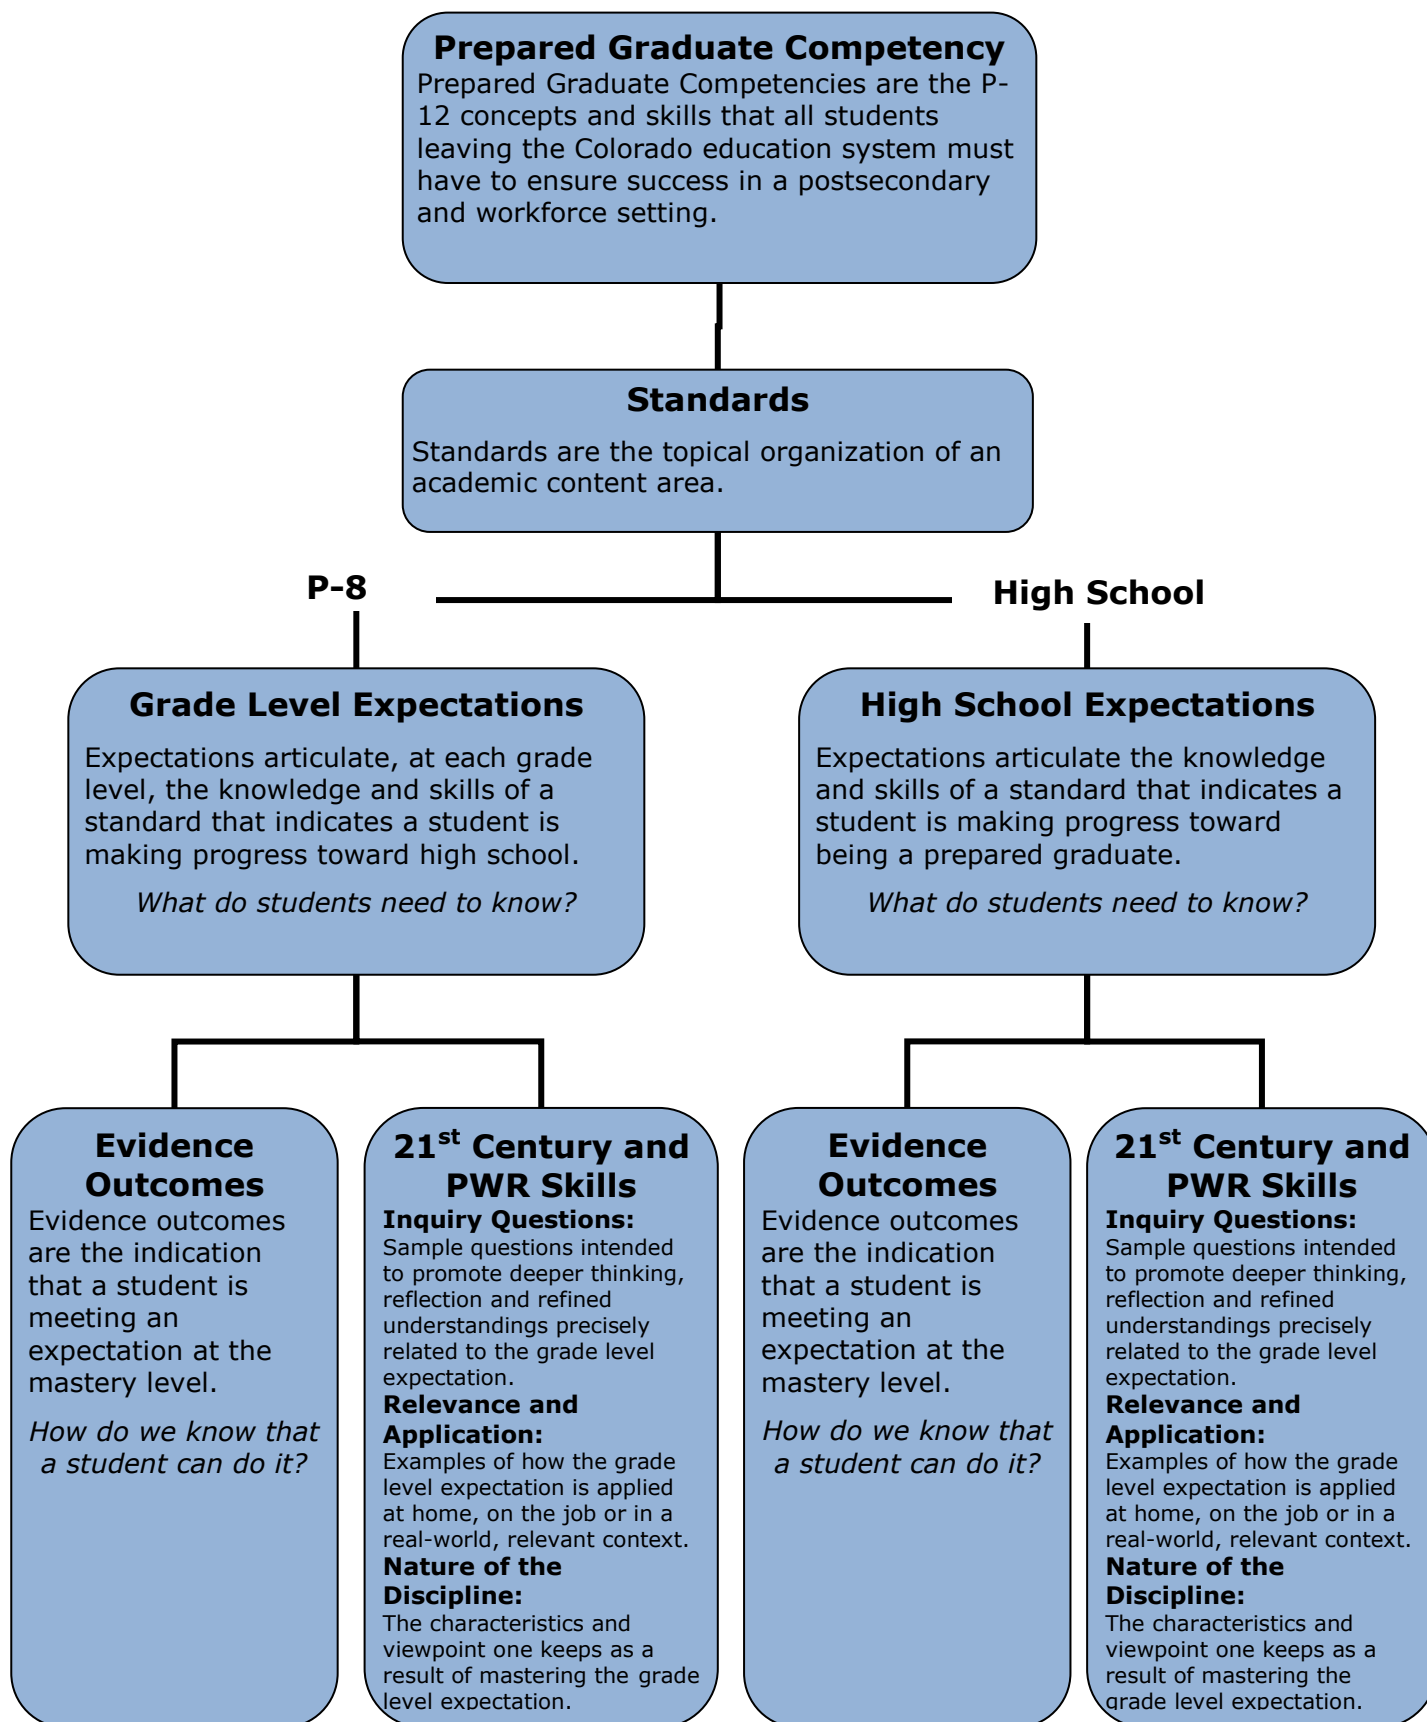 Prepared Graduate Competency
Prepared Graduate Competencies are the P-
12 concepts and skills that all students
leaving the Colorado education system must
have to ensure success in a postsecondary
and workforce setting.
Standards
Standards are the topical organization of an
academic content area.
P-8
High School
Grade Level Expectations
Expectations articulate, at each grade
level, the knowledge and skills of a
standard that indicates a student is
making progress toward high school.
What do students need to know?
High School Expectations
Expectations articulate the knowledge
and skills of a standard that indicates a
student is making progress toward
being a prepared graduate.
What do students need to know?
Evidence
Outcomes
Evidence outcomes
are the indication
that a student is
meeting an
expectation at the
mastery level.
How do we know that
a student can do it?
21st Century and
PWR Skills
Inquiry Questions:
Sample questions intended
to promote deeper thinking,
reflection and refined
understandings precisely
related to the grade level
expectation.
Relevance and
Application:
Examples of how the grade
level expectation is applied
at home, on the job or in a
real-world, relevant context.
Nature of the
Discipline:
The characteristics and
viewpoint one keeps as a
result of mastering the grade
level expectation.
Evidence
Outcomes
Evidence outcomes
are the indication
that a student is
meeting an
expectation at the
mastery level.
How do we know that
a student can do it?
21st Century and
PWR Skills
Inquiry Questions:
Sample questions intended
to promote deeper thinking,
reflection and refined
understandings precisely
related to the grade level
expectation.
Relevance and
Application:
Examples of how the grade
level expectation is applied
at home, on the job or in a
real-world, relevant context.
Nature of the
Discipline:
The characteristics and
viewpoint one keeps as a
result of mastering the
grade level expectation.